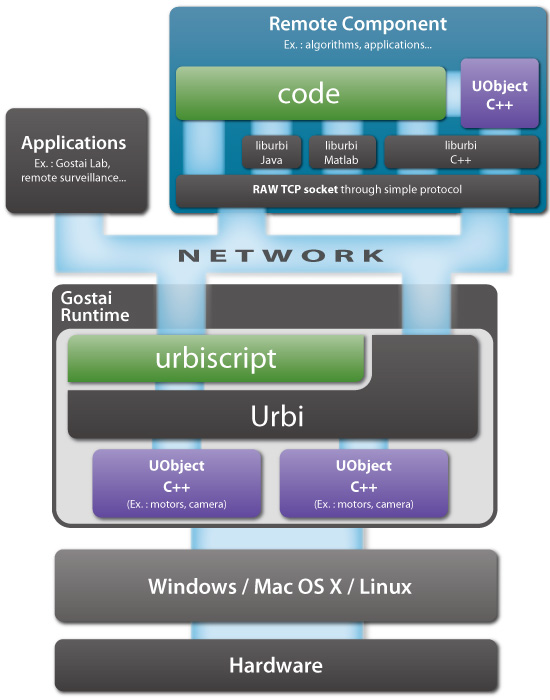 Remote Component
Ex. : algorithms, applications...
code
UObject
C++
Applications
Ex. : Gostai Lab,
remote surveillance...
liburbi
Java
liburbi
Matlab
liburbi
C++
RAW TCP socket through simple protocol
NETWORK
Gostai
Runtime
urbiscript
Urbi
UObject
C++
(Ex. : motors, camera)
UObject
C++
(Ex. : motors, camera)
Windows / Mac OS X / Linux
Hardware